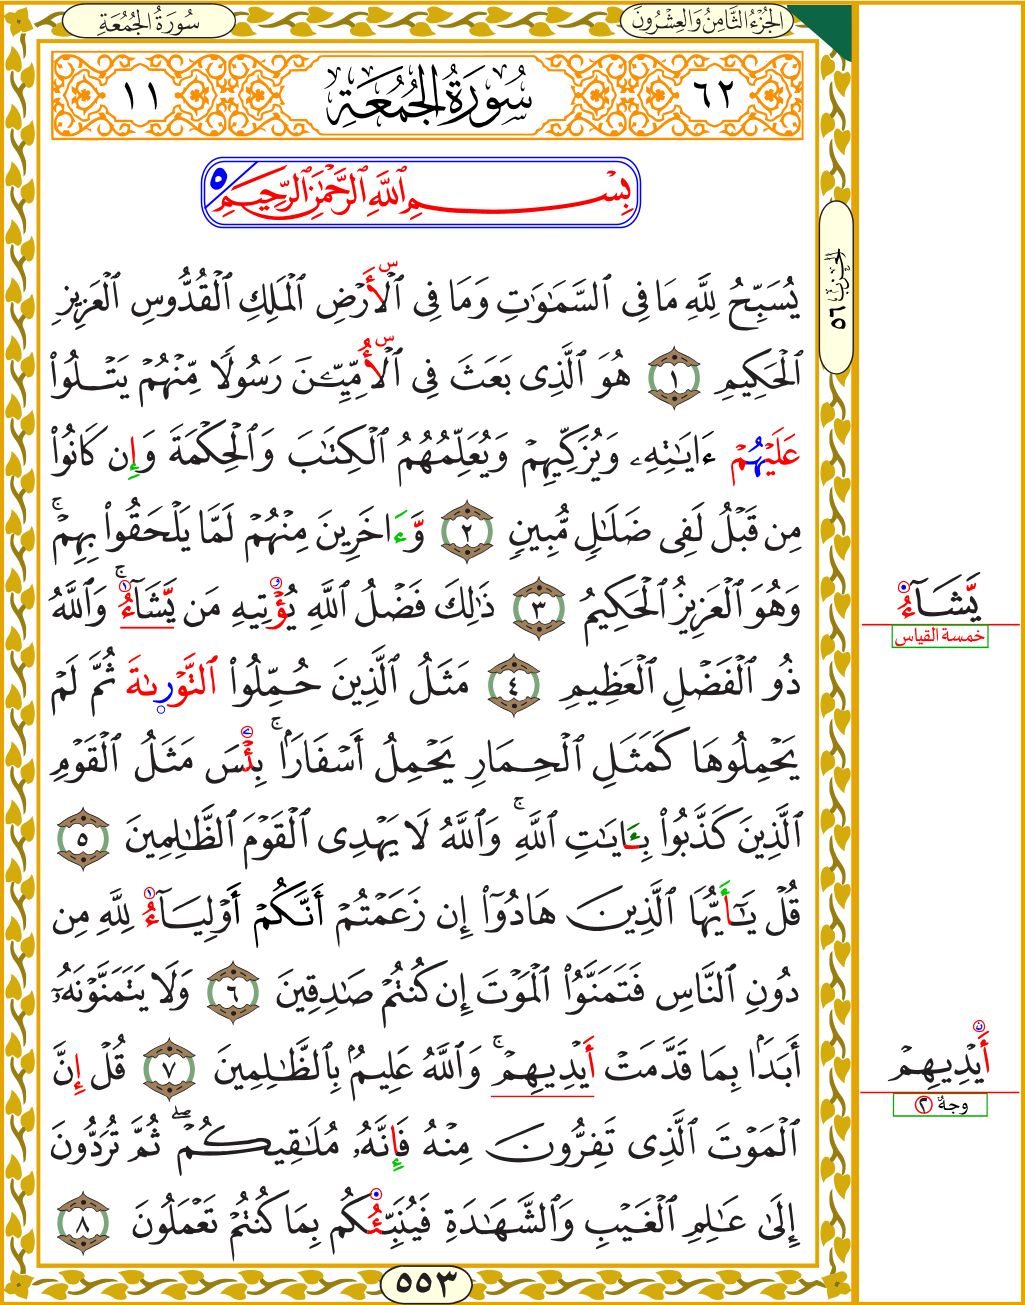 الجُزْءُ الثَّامِنُ وَالعِشْرُونَ
سُورَةُ الجُمُعَةِ
٦٢
سُورَةُ الجُمُعَةِ
١١
بِسْمِ ٱللَّهِ ٱلرَّحْمَٰنِ ٱلرَّحِيمِ
٥
يُسَبِّحُ لِلَّهِ مَا فِى ٱلسَّمَـٰوَٰتِ وَمَا فِى ٱلْأَرْضِ ٱلْمَلِكِ ٱلْقُدُّوسِ ٱلْعَزِيزِ
ٱلْحَكِيمِ ١ هُوَ ٱلَّذِى بَعَثَ فِى ٱلْأُمِّيِّـۧنَ رَسُولًا مِّنْهُمْ يَتْلُوا۟
عَلَيْهُمْ ءَايَـٰتِهِۦ وَيُزَكِّيهِمْ وَيُعَلِّمُهُمُ ٱلْكِتَـٰبَ وَٱلْحِكْمَةَ وَإِن كَانُوا۟
مِن قَبْلُ لَفِى ضَلَـٰلٍ مُّبِينٍ ٢ وَّءَاخَرِينَ مِنْهُمْ لَمَّا يَلْحَقُوا۟ بِهِمْ ۚ
وَهُوَ ٱلْعَزِيزُ ٱلْحَكِيمُ ٣ ذَٰلِكَ فَضْلُ ٱللَّهِ يُؤْتِيهِ مَن يَّشَآءُ ۚ وَٱللَّهُ
ذُو ٱلْفَضْلِ ٱلْعَظِيمِ ٤ مَثَلُ ٱلَّذِينَ حُمِّلُوا۟ ٱلتَّوْرٜىٰةَ ثُمَّ لَمْ
يَحْمِلُوهَا كَمَثَلِ ٱلْحِمَارِ يَحْمِلُ أَسْفَارًۢا ۚ بِئْسَ مَثَلُ ٱلْقَوْمِ
ٱلَّذِينَ كَذَّبُوا۟ بِـَٔايَـٰتِ ٱللَّهِ ۚ وَٱللَّهُ لَا يَهْدِى ٱلْقَوْمَ ٱلظَّـٰلِمِينَ ٥
قُلْ يَـٰٓأَيُّهَا ٱلَّذِينَ هَادُوٓا۟ إِن زَعَمْتُمْ أَنَّكُمْ أَوْلِيَآءُ لِلَّهِ مِن
دُونِ ٱلنَّاسِ فَتَمَنَّوُا۟ ٱلْمَوْتَ إِن كُنتُمْ صَـٰدِقِينَ ٦ وَلَا يَتَمَنَّوْنَهُۥٓ
أَبَدًۢا بِمَا قَدَّمَتْ أَيْدِيهِمْ ۚ وَٱللَّهُ عَلِيمٌۢ بِٱلظَّـٰلِمِينَ ٧ قُلْ إِنَّ
ٱلْمَوْتَ ٱلَّذِى تَفِرُّونَ مِنْهُ فَإِنَّهُۥ مُلَـٰقِيكُمْ ۖ ثُمَّ تُرَدُّونَ
إِلَىٰ عَـٰلِمِ ٱلْغَيْبِ وَٱلشَّهَـٰدَةِ فَيُنَبِّئُكُم بِمَا كُنتُمْ تَعْمَلُونَ ٨
الحِزْبُ ٥٦
يَّشَآءُ
خمسة القياس
أَيْدِيهِمْ
وجهٌ ٢
٥٥٣